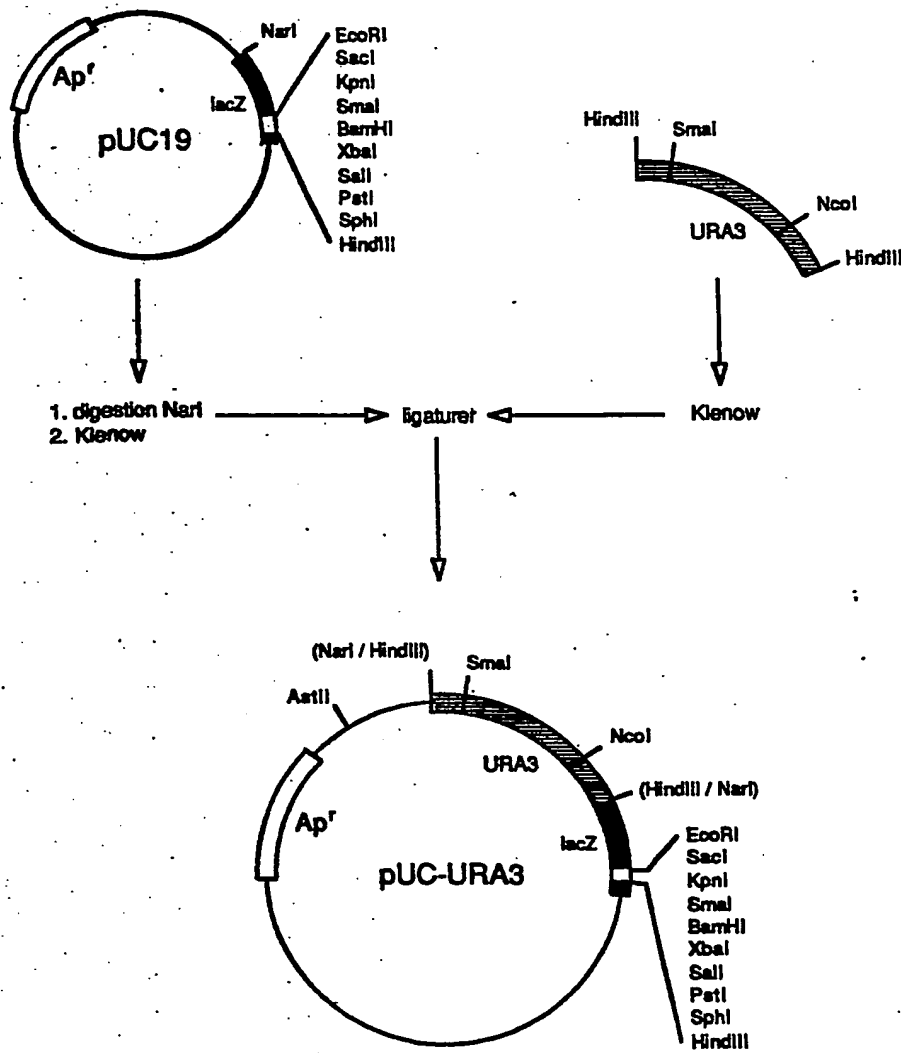 NarI
EcoRI
SacI
KpnI
SmaI
BamHI
XbaI
SalI
PstI
SphI
HindIII
Apʳ
lacZ
pUC19
HindIII
SmaI
NcoI
URA3
HindIII
1. digestion NarI
2. Klenow
ligaturer
Klenow
(NarI / HindIII)
SmaI
AatII
NcoI
URA3
(HindIII / NarI)
Apʳ
lacZ
pUC-URA3
EcoRI
SacI
KpnI
SmaI
BamHI
XbaI
SalI
PstI
SphI
HindIII